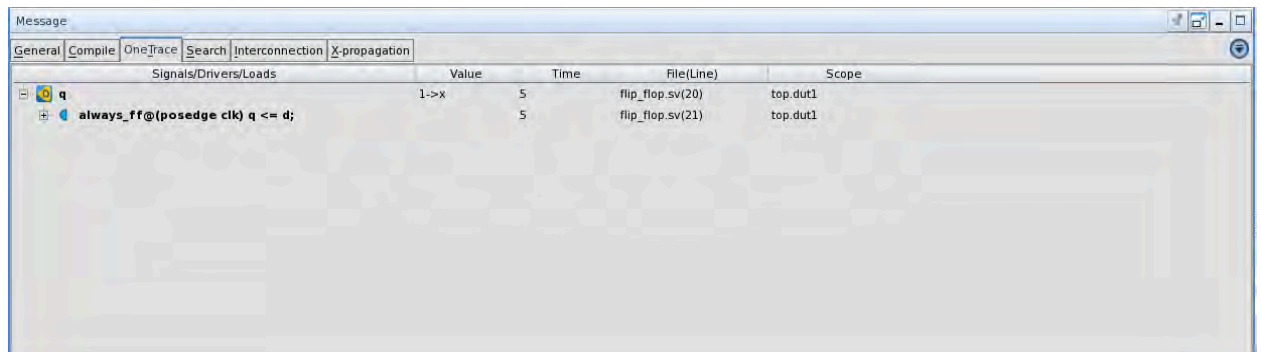 Message
General Compile OneTrace Search Interconnection X-propagation
Signals/Drivers/Loads Value Time File(Line) Scope
q 1->x 5 flip_flop.sv(20) top.dut1
always_ff@(posedge clk) q <= d; 5 flip_flop.sv(21) top.dut1